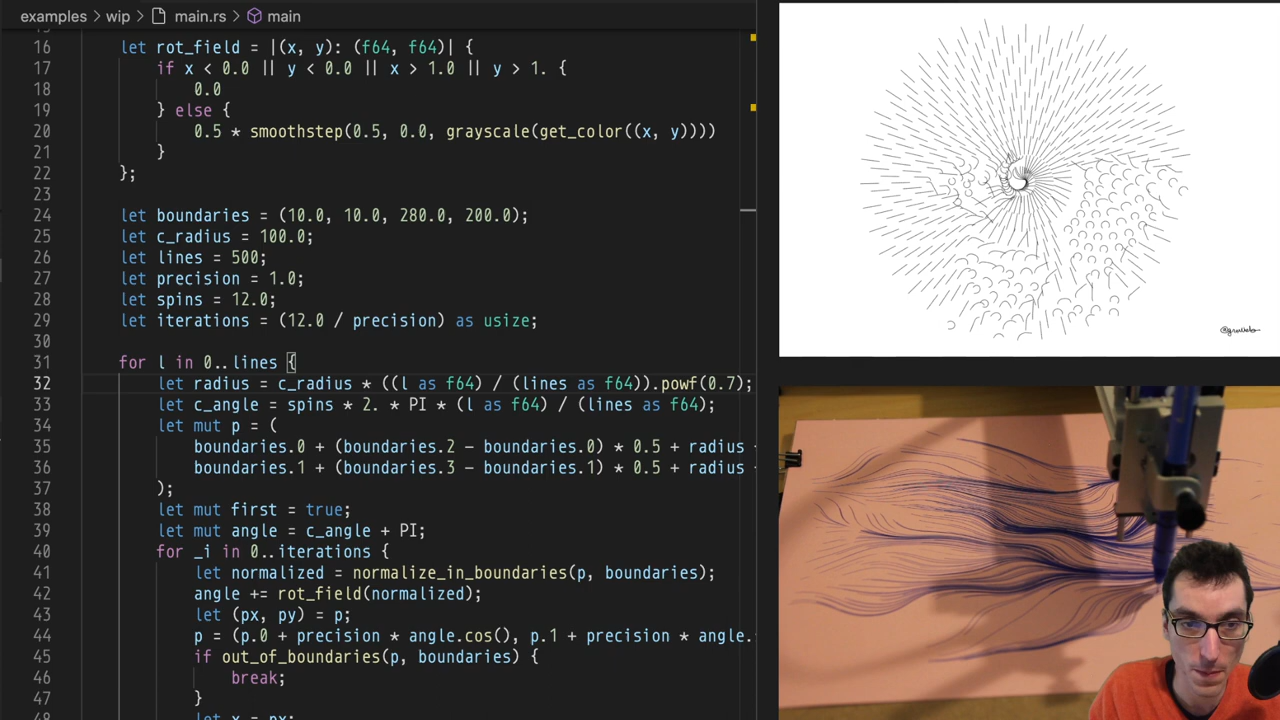 examples > wip > main.rs > main
16 let rot_field = |(x, y): (f64, f64)| {
17 if x < 0.0 || y < 0.0 || x > 1.0 || y > 1. {
18 0.0
19 } else {
20 0.5 * smoothstep(0.5, 0.0, grayscale(get_color((x, y))))
21 }
22 };
23
24 let boundaries = (10.0, 10.0, 280.0, 200.0);
25 let c_radius = 100.0;
26 let lines = 500;
27 let precision = 1.0;
28 let spins = 12.0;
29 let iterations = (12.0 / precision) as usize;
30
31 for l in 0..lines {
32 let radius = c_radius * ((l as f64) / (lines as f64)).powf(0.7);
33 let c_angle = spins * 2. * PI * (l as f64) / (lines as f64);
34 let mut p = (
35 boundaries.0 + (boundaries.2 - boundaries.0) * 0.5 + radius
36 boundaries.1 + (boundaries.3 - boundaries.1) * 0.5 + radius
37 );
38 let mut first = true;
39 let mut angle = c_angle + PI;
40 for _i in 0..iterations {
41 let normalized = normalize_in_boundaries(p, boundaries);
42 angle += rot_field(normalized);
43 let (px, py) = p;
44 p = (p.0 + precision * angle.cos(), p.1 + precision * angle.
45 if out_of_boundaries(p, boundaries) {
46 break;
47 }
48 let x = px;